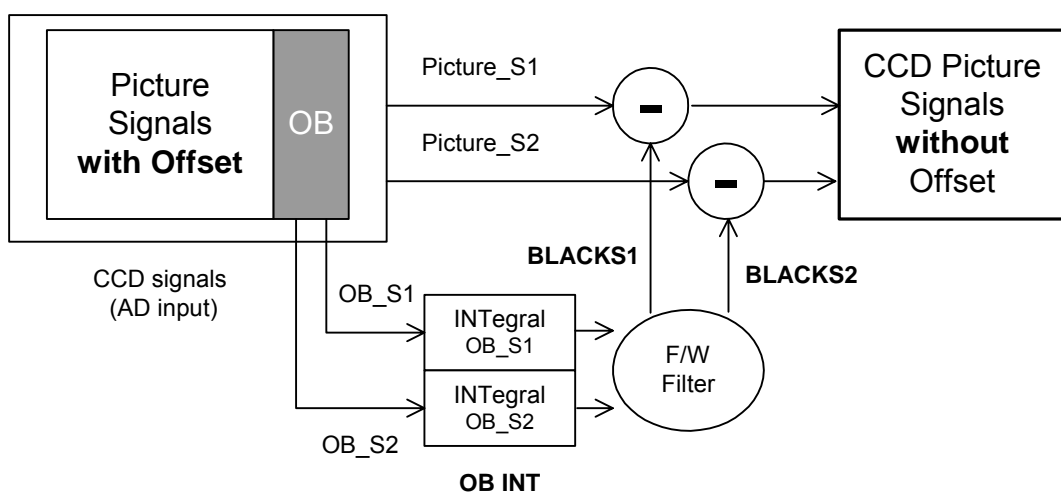 Picture
Signals
with Offset
OB
Picture_S1
Picture_S2
-
-
CCD Picture
Signals
without
Offset
CCD signals
(AD input)
BLACKS1
BLACKS2
OB_S1
INTegral
OB_S1
INTegral
OB_S2
F/W
Filter
OB_S2
OB INT